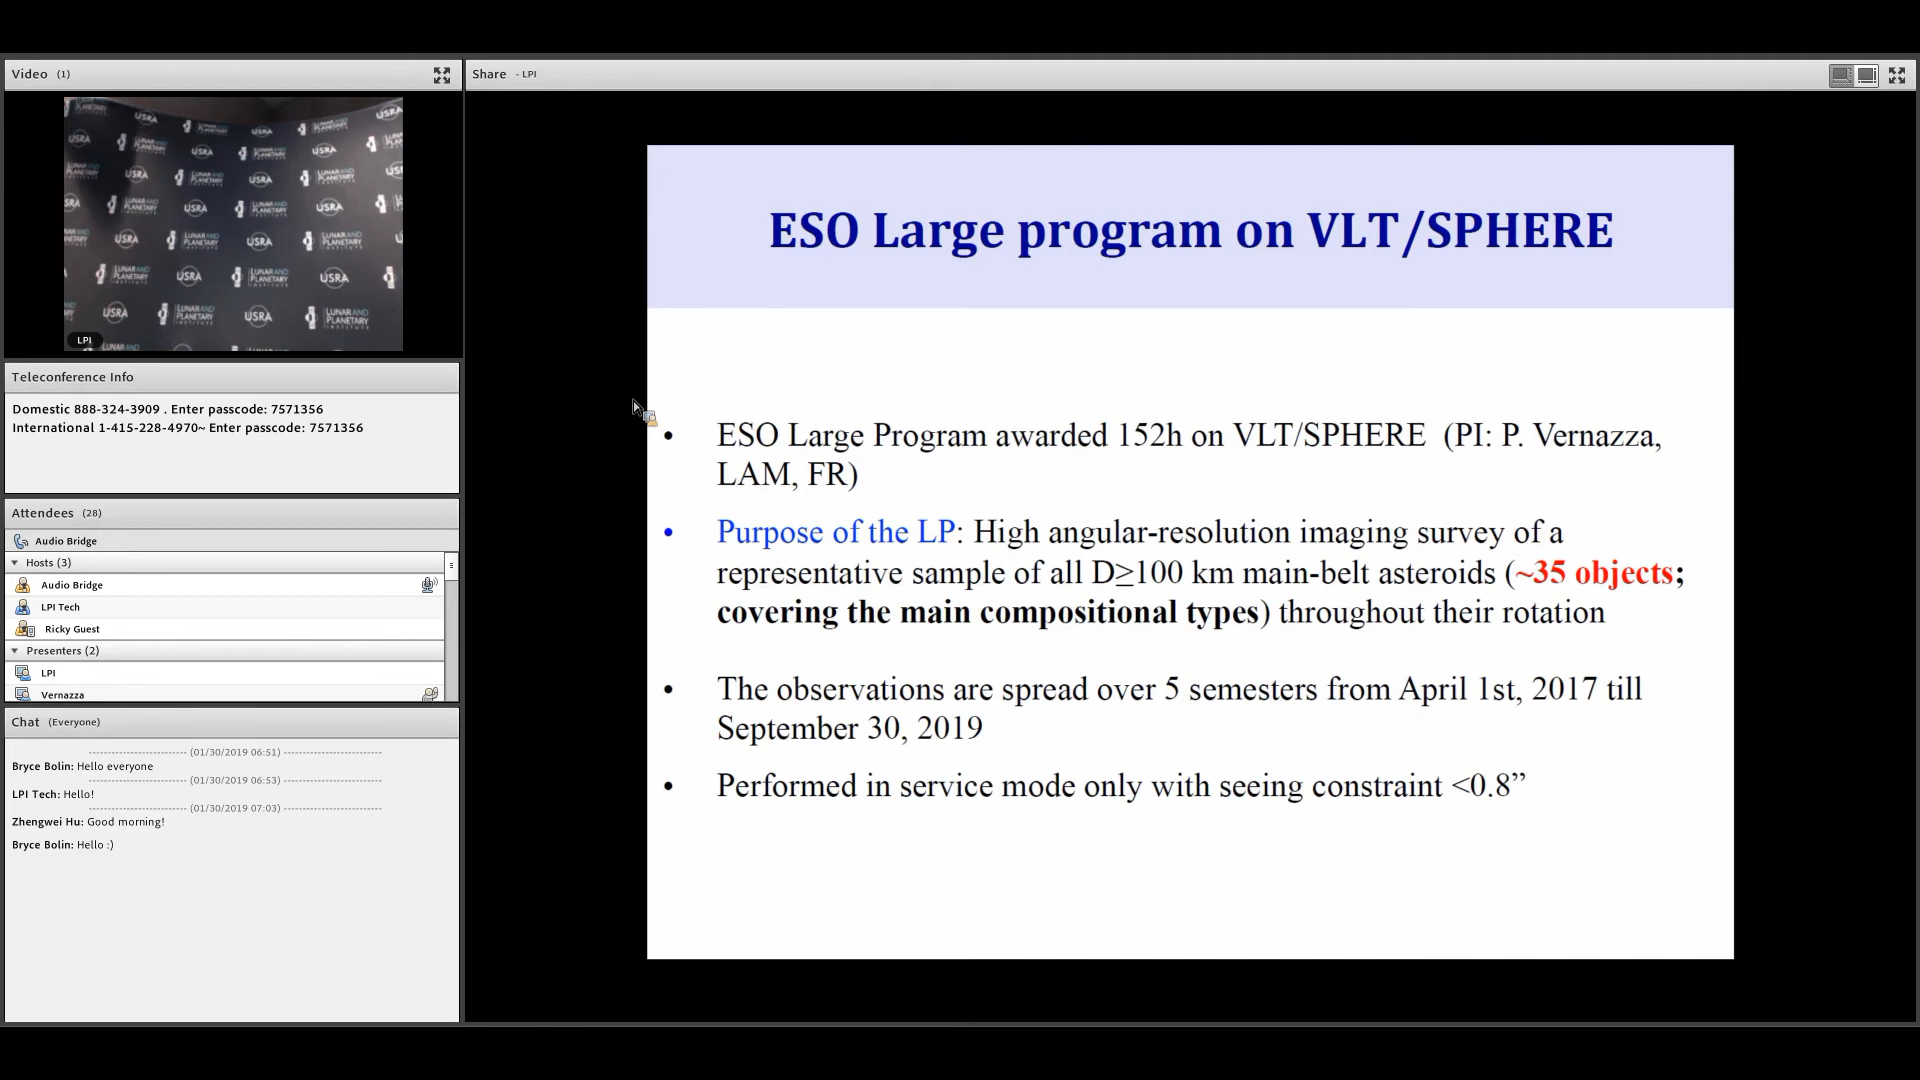 Video (1)
USRA
LUNAR AND PLANETARY INSTITUTE
LPI
Teleconference Info
Domestic 888-324-3909 . Enter passcode: 7571356
International 1-415-228-4970~ Enter passcode: 7571356
Attendees (28)
Audio Bridge
Hosts (3)
Audio Bridge
LPI Tech
Ricky Guest
Presenters (2)
LPI
Vernazza
Chat (Everyone)
------------------------ (01/30/2019 06:51) ------------------------
Bryce Bolin: Hello everyone
------------------------ (01/30/2019 06:53) ------------------------
LPI Tech: Hello!
------------------------ (01/30/2019 07:03) ------------------------
Zhengwei Hu: Good morning!
Bryce Bolin: Hello :)
Share - LPI
ESO Large program on VLT/SPHERE
• ESO Large Program awarded 152h on VLT/SPHERE (PI: P. Vernazza,
LAM, FR)
• Purpose of the LP: High angular-resolution imaging survey of a
representative sample of all D≥100 km main-belt asteroids (~35 objects;
covering the main compositional types) throughout their rotation
• The observations are spread over 5 semesters from April 1st, 2017 till
September 30, 2019
• Performed in service mode only with seeing constraint <0.8”